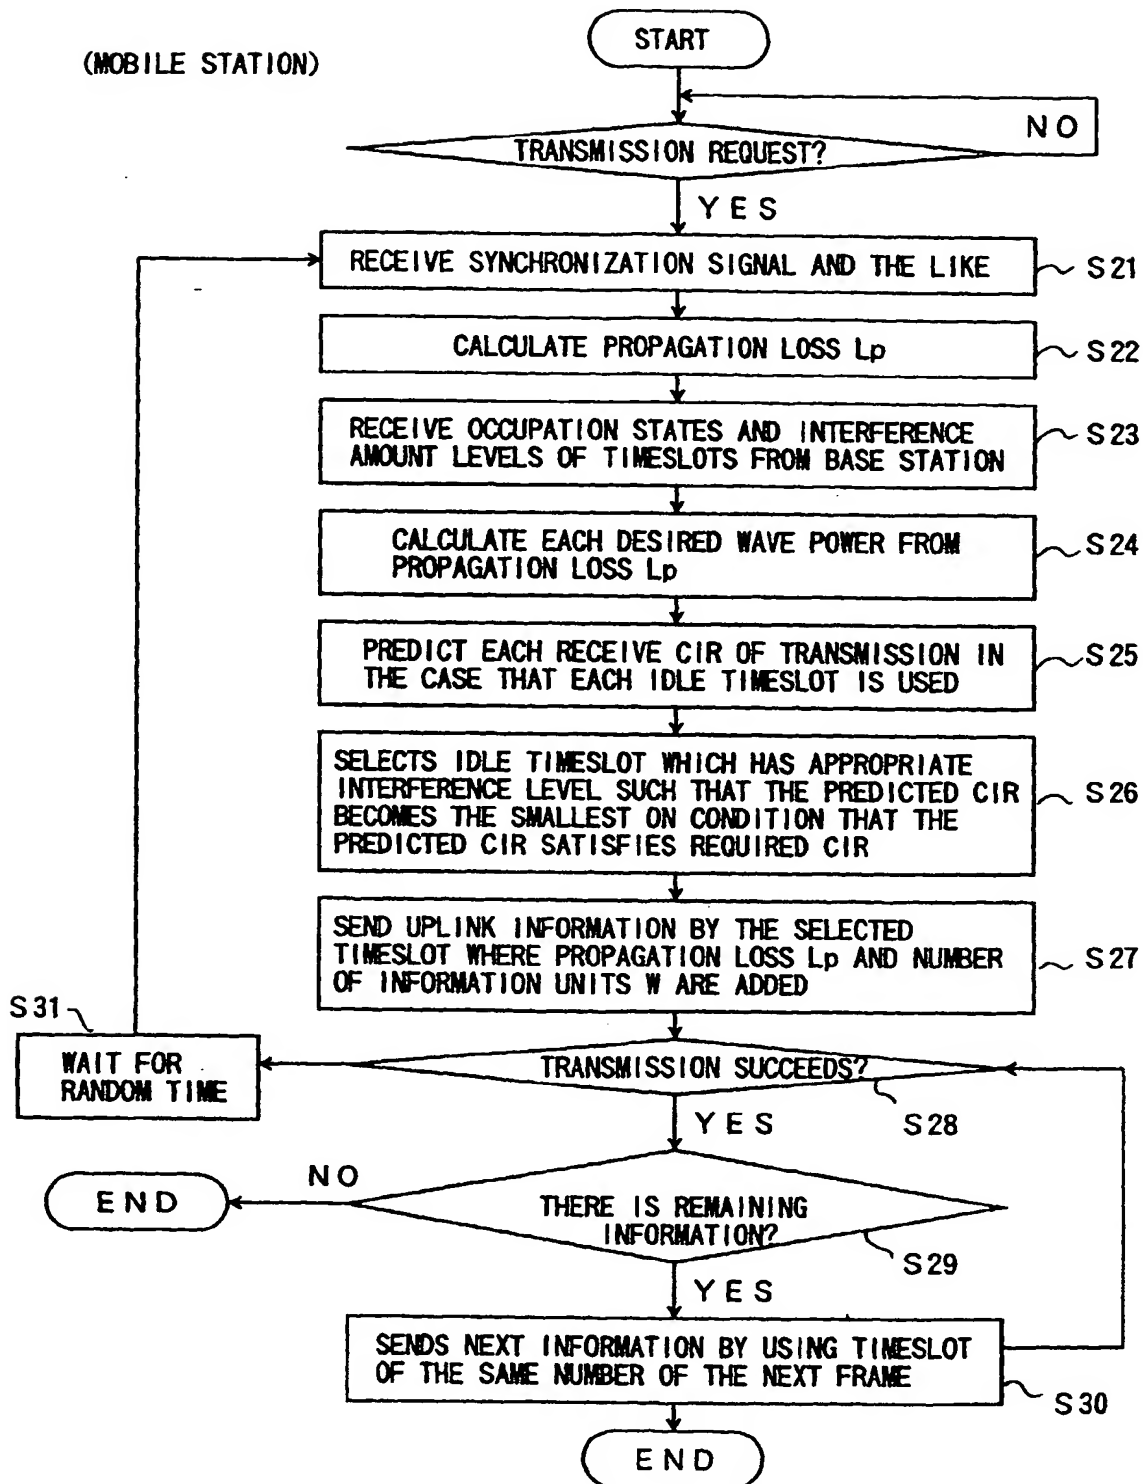 START
(MOBILE STATION)
NO
TRANSMISSION REQUEST?
YES
RECEIVE SYNCHRONIZATION SIGNAL AND THE LIKE
S21
CALCULATE PROPAGATION LOSS Lp
S22
RECEIVE OCCUPATION STATES AND INTERFERENCE
AMOUNT LEVELS OF TIMESLOTS FROM BASE STATION
S23
CALCULATE EACH DESIRED WAVE POWER FROM
PROPAGATION LOSS Lp
S24
PREDICT EACH RECEIVE CIR OF TRANSMISSION IN
THE CASE THAT EACH IDLE TIMESLOT IS USED
S25
SELECTS IDLE TIMESLOT WHICH HAS APPROPRIATE
INTERFERENCE LEVEL SUCH THAT THE PREDICTED CIR
BECOMES THE SMALLEST ON CONDITION THAT THE
PREDICTED CIR SATISFIES REQUIRED CIR
S26
SEND UPLINK INFORMATION BY THE SELECTED
TIMESLOT WHERE PROPAGATION LOSS Lp AND NUMBER
OF INFORMATION UNITS W ARE ADDED
S27
S31
WAIT FOR
RANDOM TIME
TRANSMISSION SUCCEEDS?
S28
YES
NO
END
THERE IS REMAINING
INFORMATION?
S29
YES
SENDS NEXT INFORMATION BY USING TIMESLOT
OF THE SAME NUMBER OF THE NEXT FRAME
S30
END